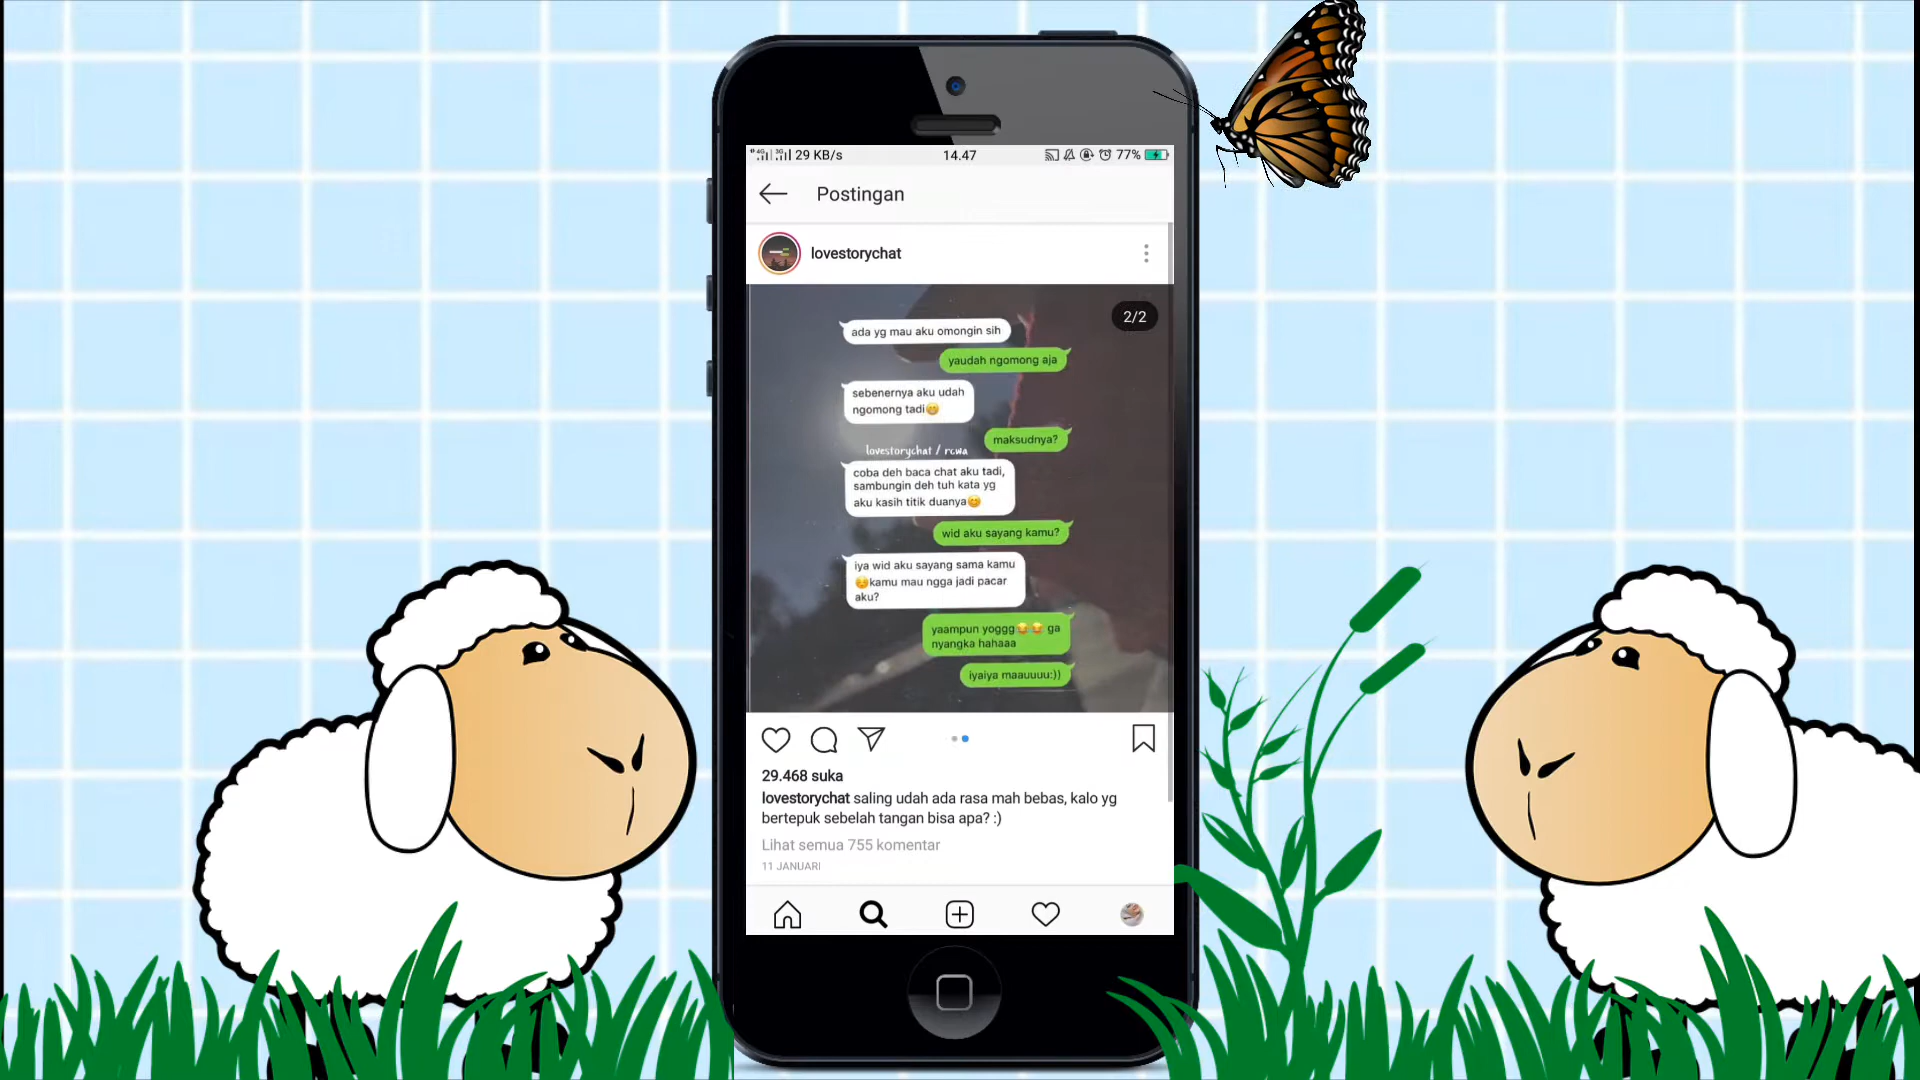 4G 3G 29 KB/s 14.47 77%
Postingan
lovestorychat
2/2
ada yg mau aku omongin sih
yaudah ngomong aja
sebenernya aku udah
ngomong tadi😊
maksudnya?
lovestorychat / rcwa
coba deh baca chat aku tadi,
sambungin deh tuh kata yg
aku kasih titik duanya😊
wid aku sayang kamu?
iya wid aku sayang sama kamu
☺️kamu mau ngga jadi pacar
aku?
yaampun yoggg😍😍 ga
nyangka hahaaa
iyaiya maauuuu:))
29.468 suka
lovestorychat saling udah ada rasa mah bebas, kalo yg
bertepuk sebelah tangan bisa apa? :)
Lihat semua 755 komentar
11 JANUARI